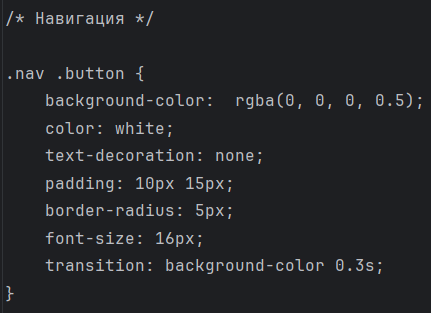 /* Навигация */

.nav .button {
    background-color:  rgba(0, 0, 0, 0.5);
    color: white;
    text-decoration: none;
    padding: 10px 15px;
    border-radius: 5px;
    font-size: 16px;
    transition: background-color 0.3s;
}